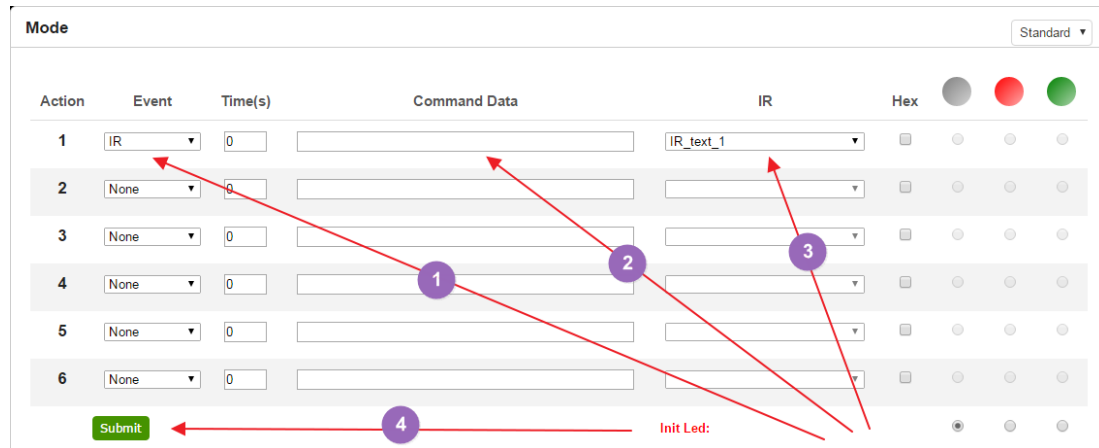 Mode
Standard
Action Event Time(s) Command Data IR Hex
1 IR 0 IR_text_1
2 None 0
3 None 0
3
2
1
4 None 0
5 None 0
6 None 0
Submit 4 Init Led: